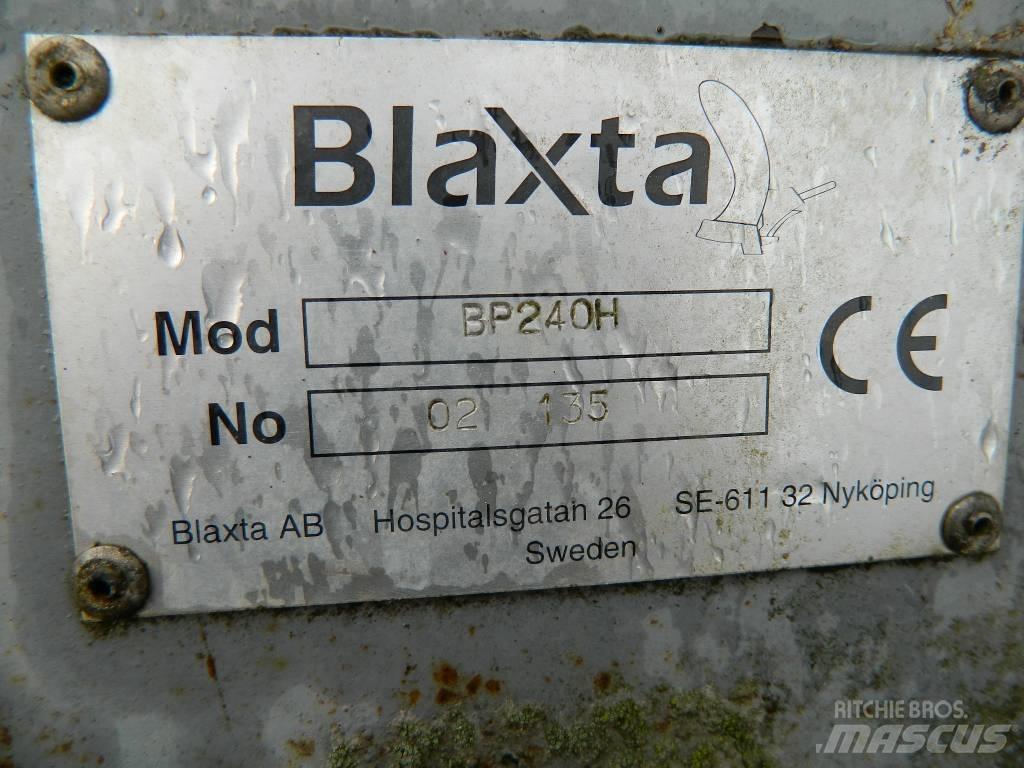 Blaxta
Mod BP240H
No 02 135
CE
Blaxta AB Hospitalsgatan 26 SE-611 32 Nyköping
Sweden
RITCHIE BROS.
MASCUS